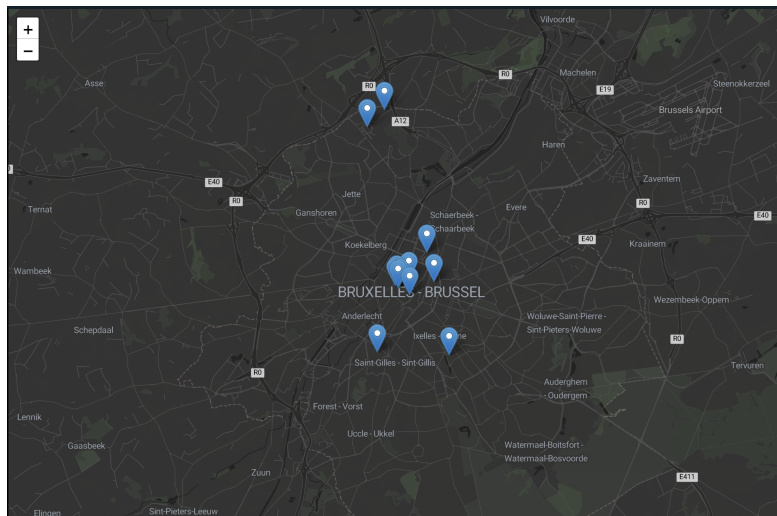 +
−
Vilvoorde
Asse
R0
R0
Machelen
Steenokkerzeel
E19
Brussels Airport
A12
Haren
Jette
Zaventem
E40
R0
R0
Ternat
Ganshoren
Schaerbeek -
Schaarbeek
Evere
E40
E40
Koekelberg
Kraainem
Wambeek
BRUXELLES - BRUSSEL
Wezembeek-Oppem
Anderlecht
Woluwe-Saint-Pierre -
Sint-Pieters-Woluwe
Schepdaal
Ixelles -
R0
Saint-Gilles - Sint-Gillis
Tervuren
R0
Auderghem
- Oudergem
Forest - Vorst
Lennik
Uccle - Ukkel
Gaasbeek
Watermael-Boitsfort -
Watermaal-Bosvoorde
Zuun
E411
Sint-Pieters-Leeuw
Elingen